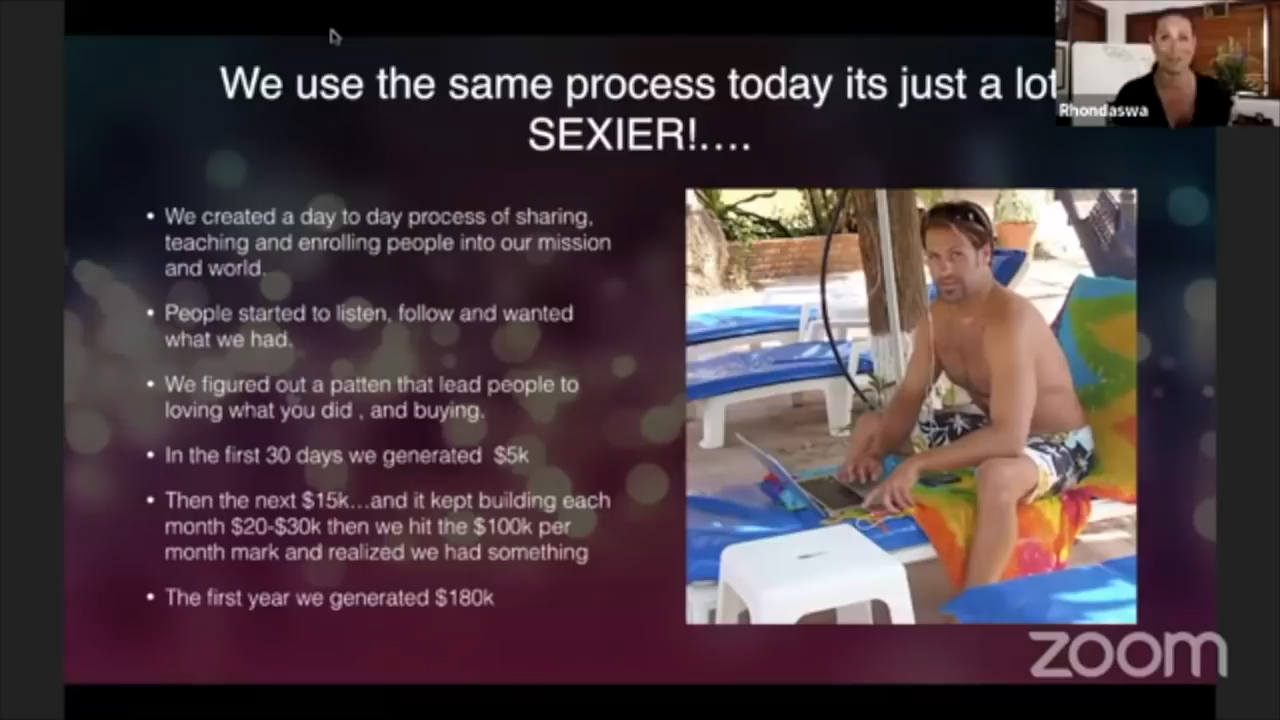 We use the same process today its just a lot
SEXIER!....
Rhondaswa
• We created a day to day process of sharing,
teaching and enrolling people into our mission
and world.
• People started to listen, follow and wanted
what we had.
• We figured out a patten that lead people to
loving what you did , and buying.
• In the first 30 days we generated $5k
• Then the next $15k...and it kept building each
month $20-$30k then we hit the $100k per
month mark and realized we had something
• The first year we generated $180k
zoom